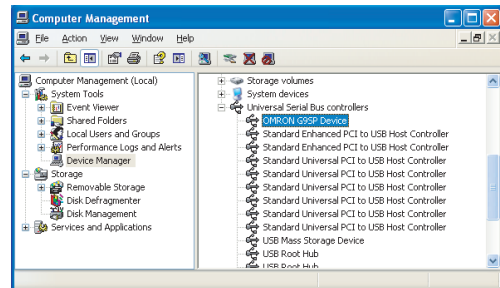 Computer Management
File Action View Window Help
Computer Management (Local)
System Tools
Event Viewer
Shared Folders
Local Users and Groups
Performance Logs and Alerts
Device Manager
Storage
Removable Storage
Disk Defragmenter
Disk Management
Services and Applications
Storage volumes
System devices
Universal Serial Bus controllers
OMRON G9SP Device
Standard Enhanced PCI to USB Host Controller
Standard Enhanced PCI to USB Host Controller
Standard Universal PCI to USB Host Controller
Standard Universal PCI to USB Host Controller
Standard Universal PCI to USB Host Controller
Standard Universal PCI to USB Host Controller
Standard Universal PCI to USB Host Controller
Standard Universal PCI to USB Host Controller
USB Mass Storage Device
USB Root Hub
USB Root Hub